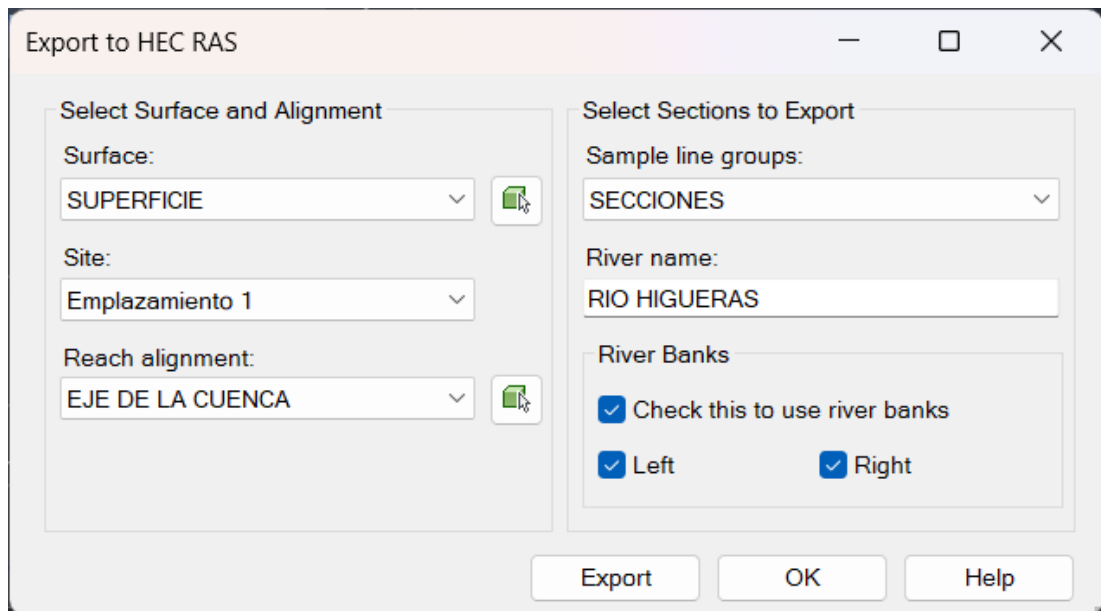 Export to HEC RAS
Select Surface and Alignment
Surface:
SUPERFICIE
Site:
Emplazamiento 1
Reach alignment:
EJE DE LA CUENCA
Select Sections to Export
Sample line groups:
SECCIONES
River name:
RIO HIGUERAS
River Banks
Check this to use river banks
Left
Right
Export
OK
Help